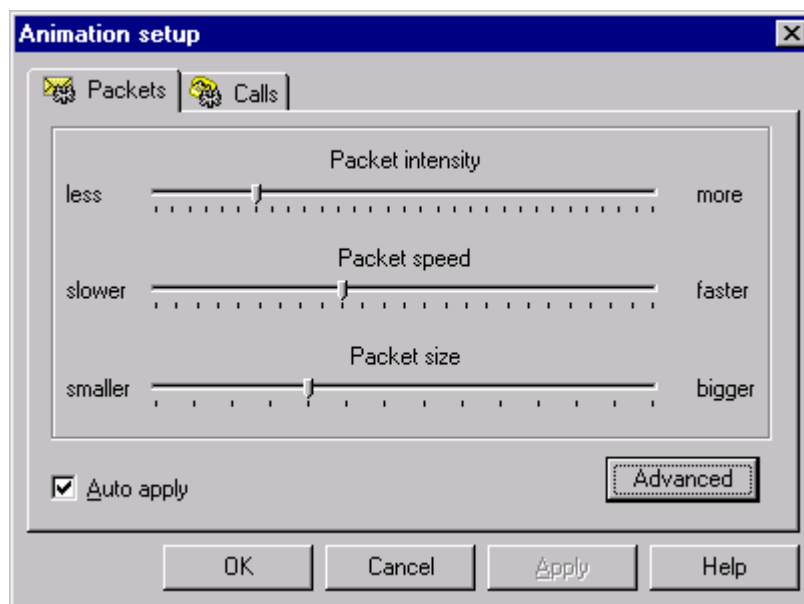 Animation setup
Packets Calls
Packet intensity
less more
Packet speed
slower faster
Packet size
smaller bigger
Auto apply Advanced
OK Cancel Apply Help